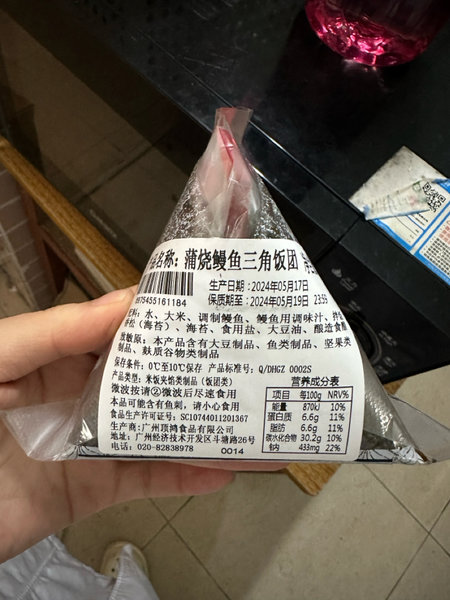 名称：蒲烧鳗鱼三角饭团
生产日期：2024年05月17日
保质期至：2024年05月19日 23:59
6975455161184
料：水、大米、调制鳗鱼、鳗鱼用调味汁、拌
松（海苔）、海苔、食用盐、大豆油、酿造食醋
敏原：本产品含有大豆制品、鱼类制品、坚果类
制品、麸质谷物类制品
保存条件：0℃至10℃保存 产品标准号：Q/DHGZ 0002S
产品类型：米饭夹馅类制品（饭团类）
微波按请②微波后尽速食用
本品可能含有鱼刺，请小心食用
食品生产许可证号：SC10744011201367
生产商：广州顶鸿食品有限公司
地址：广州经济技术开发区斗塘路26号
电话：020-82838978
0014
营养成分表
项目 每100g NRV%
能量 870kJ 10%
蛋白质 6.6g 11%
脂肪 6.6g 11%
碳水化合物 30.2g 10%
钠 433mg 22%